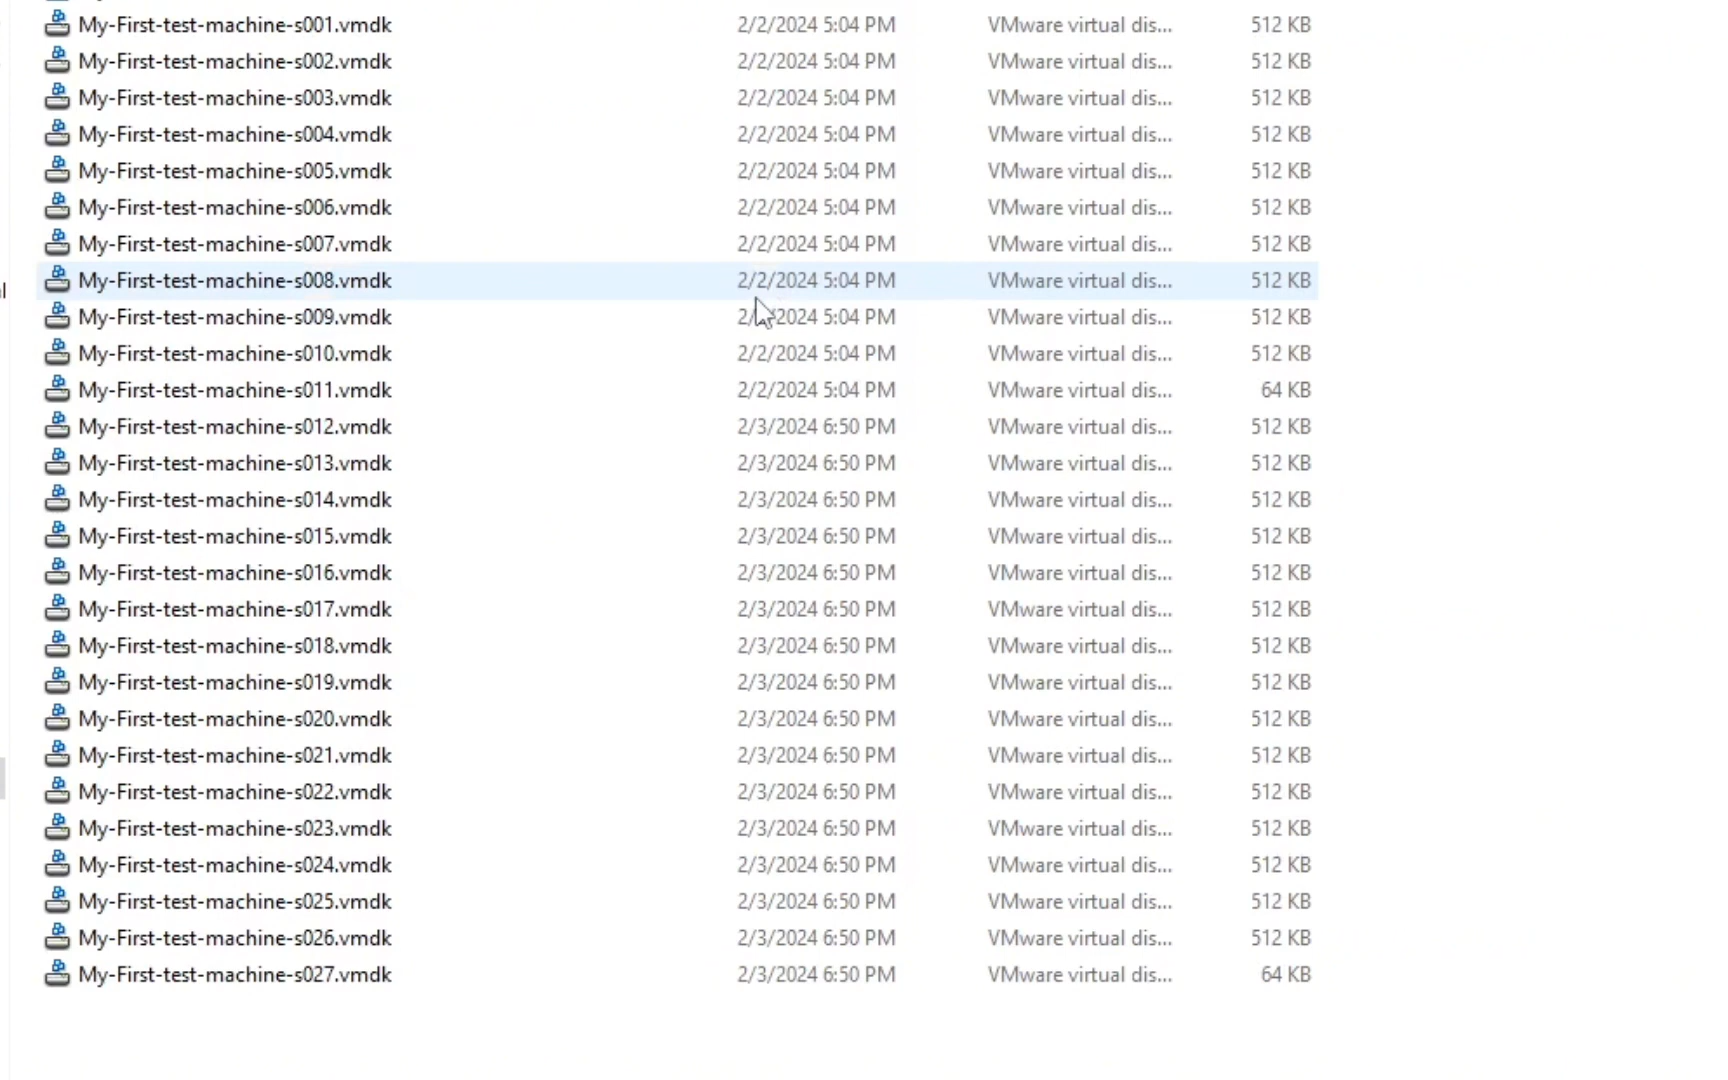 My-First-test-machine-s001.vmdk 2/2/2024 5:04 PM VMware virtual dis... 512 KB
My-First-test-machine-s002.vmdk 2/2/2024 5:04 PM VMware virtual dis... 512 KB
My-First-test-machine-s003.vmdk 2/2/2024 5:04 PM VMware virtual dis... 512 KB
My-First-test-machine-s004.vmdk 2/2/2024 5:04 PM VMware virtual dis... 512 KB
My-First-test-machine-s005.vmdk 2/2/2024 5:04 PM VMware virtual dis... 512 KB
My-First-test-machine-s006.vmdk 2/2/2024 5:04 PM VMware virtual dis... 512 KB
My-First-test-machine-s007.vmdk 2/2/2024 5:04 PM VMware virtual dis... 512 KB
My-First-test-machine-s008.vmdk 2/2/2024 5:04 PM VMware virtual dis... 512 KB
My-First-test-machine-s009.vmdk 2/2/2024 5:04 PM VMware virtual dis... 512 KB
My-First-test-machine-s010.vmdk 2/2/2024 5:04 PM VMware virtual dis... 512 KB
My-First-test-machine-s011.vmdk 2/2/2024 5:04 PM VMware virtual dis... 64 KB
My-First-test-machine-s012.vmdk 2/3/2024 6:50 PM VMware virtual dis... 512 KB
My-First-test-machine-s013.vmdk 2/3/2024 6:50 PM VMware virtual dis... 512 KB
My-First-test-machine-s014.vmdk 2/3/2024 6:50 PM VMware virtual dis... 512 KB
My-First-test-machine-s015.vmdk 2/3/2024 6:50 PM VMware virtual dis... 512 KB
My-First-test-machine-s016.vmdk 2/3/2024 6:50 PM VMware virtual dis... 512 KB
My-First-test-machine-s017.vmdk 2/3/2024 6:50 PM VMware virtual dis... 512 KB
My-First-test-machine-s018.vmdk 2/3/2024 6:50 PM VMware virtual dis... 512 KB
My-First-test-machine-s019.vmdk 2/3/2024 6:50 PM VMware virtual dis... 512 KB
My-First-test-machine-s020.vmdk 2/3/2024 6:50 PM VMware virtual dis... 512 KB
My-First-test-machine-s021.vmdk 2/3/2024 6:50 PM VMware virtual dis... 512 KB
My-First-test-machine-s022.vmdk 2/3/2024 6:50 PM VMware virtual dis... 512 KB
My-First-test-machine-s023.vmdk 2/3/2024 6:50 PM VMware virtual dis... 512 KB
My-First-test-machine-s024.vmdk 2/3/2024 6:50 PM VMware virtual dis... 512 KB
My-First-test-machine-s025.vmdk 2/3/2024 6:50 PM VMware virtual dis... 512 KB
My-First-test-machine-s026.vmdk 2/3/2024 6:50 PM VMware virtual dis... 512 KB
My-First-test-machine-s027.vmdk 2/3/2024 6:50 PM VMware virtual dis... 64 KB